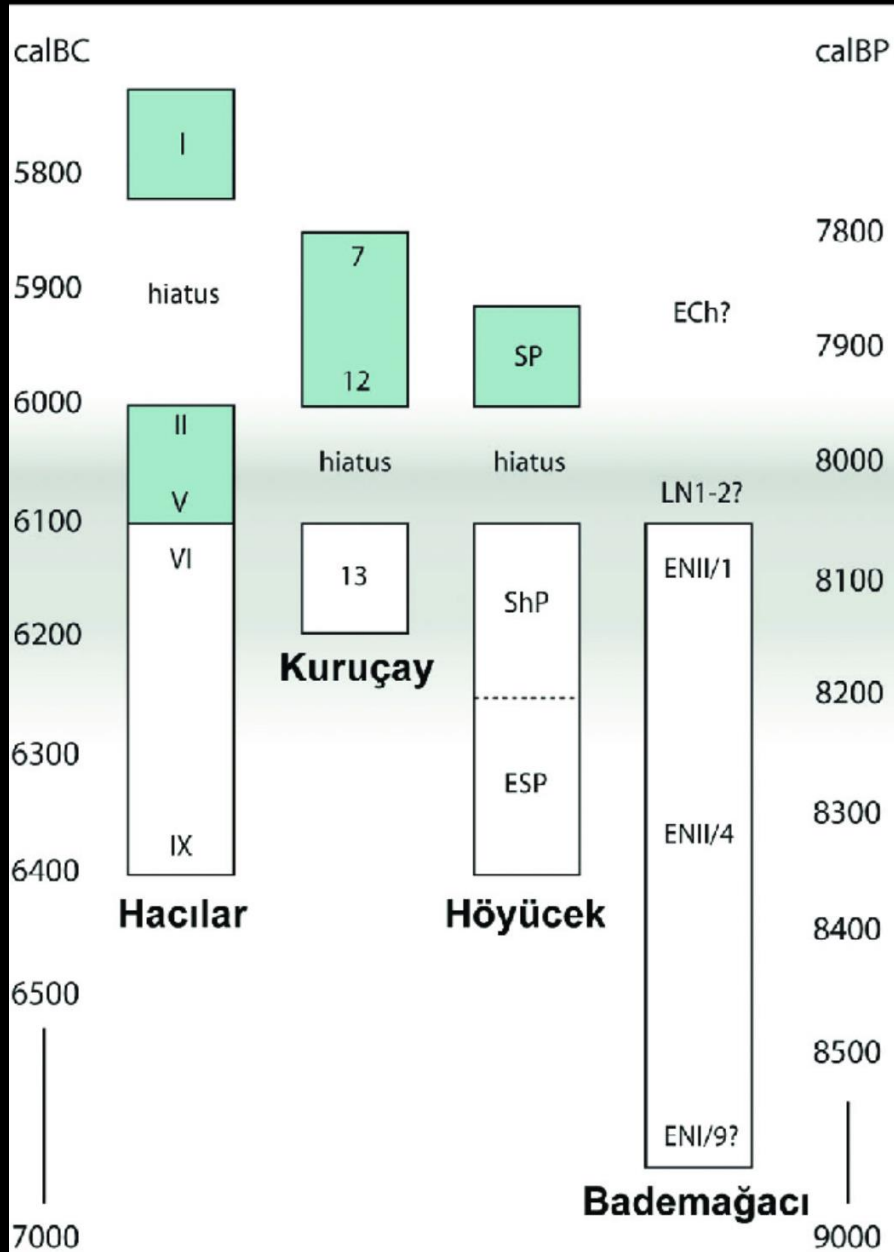 calBC
calBP
I
5800
7800
7
5900
hiatus
ECh?
7900
SP
12
6000
II
hiatus
hiatus
8000
LN1-2?
V
6100
VI
ENII/1
13
8100
ShP
6200
Kuruçay
8200
6300
ESP
8300
ENII/4
IX
6400
Hacılar
Höyücek
8400
6500
8500
ENI/9?
Bademağacı
7000
9000